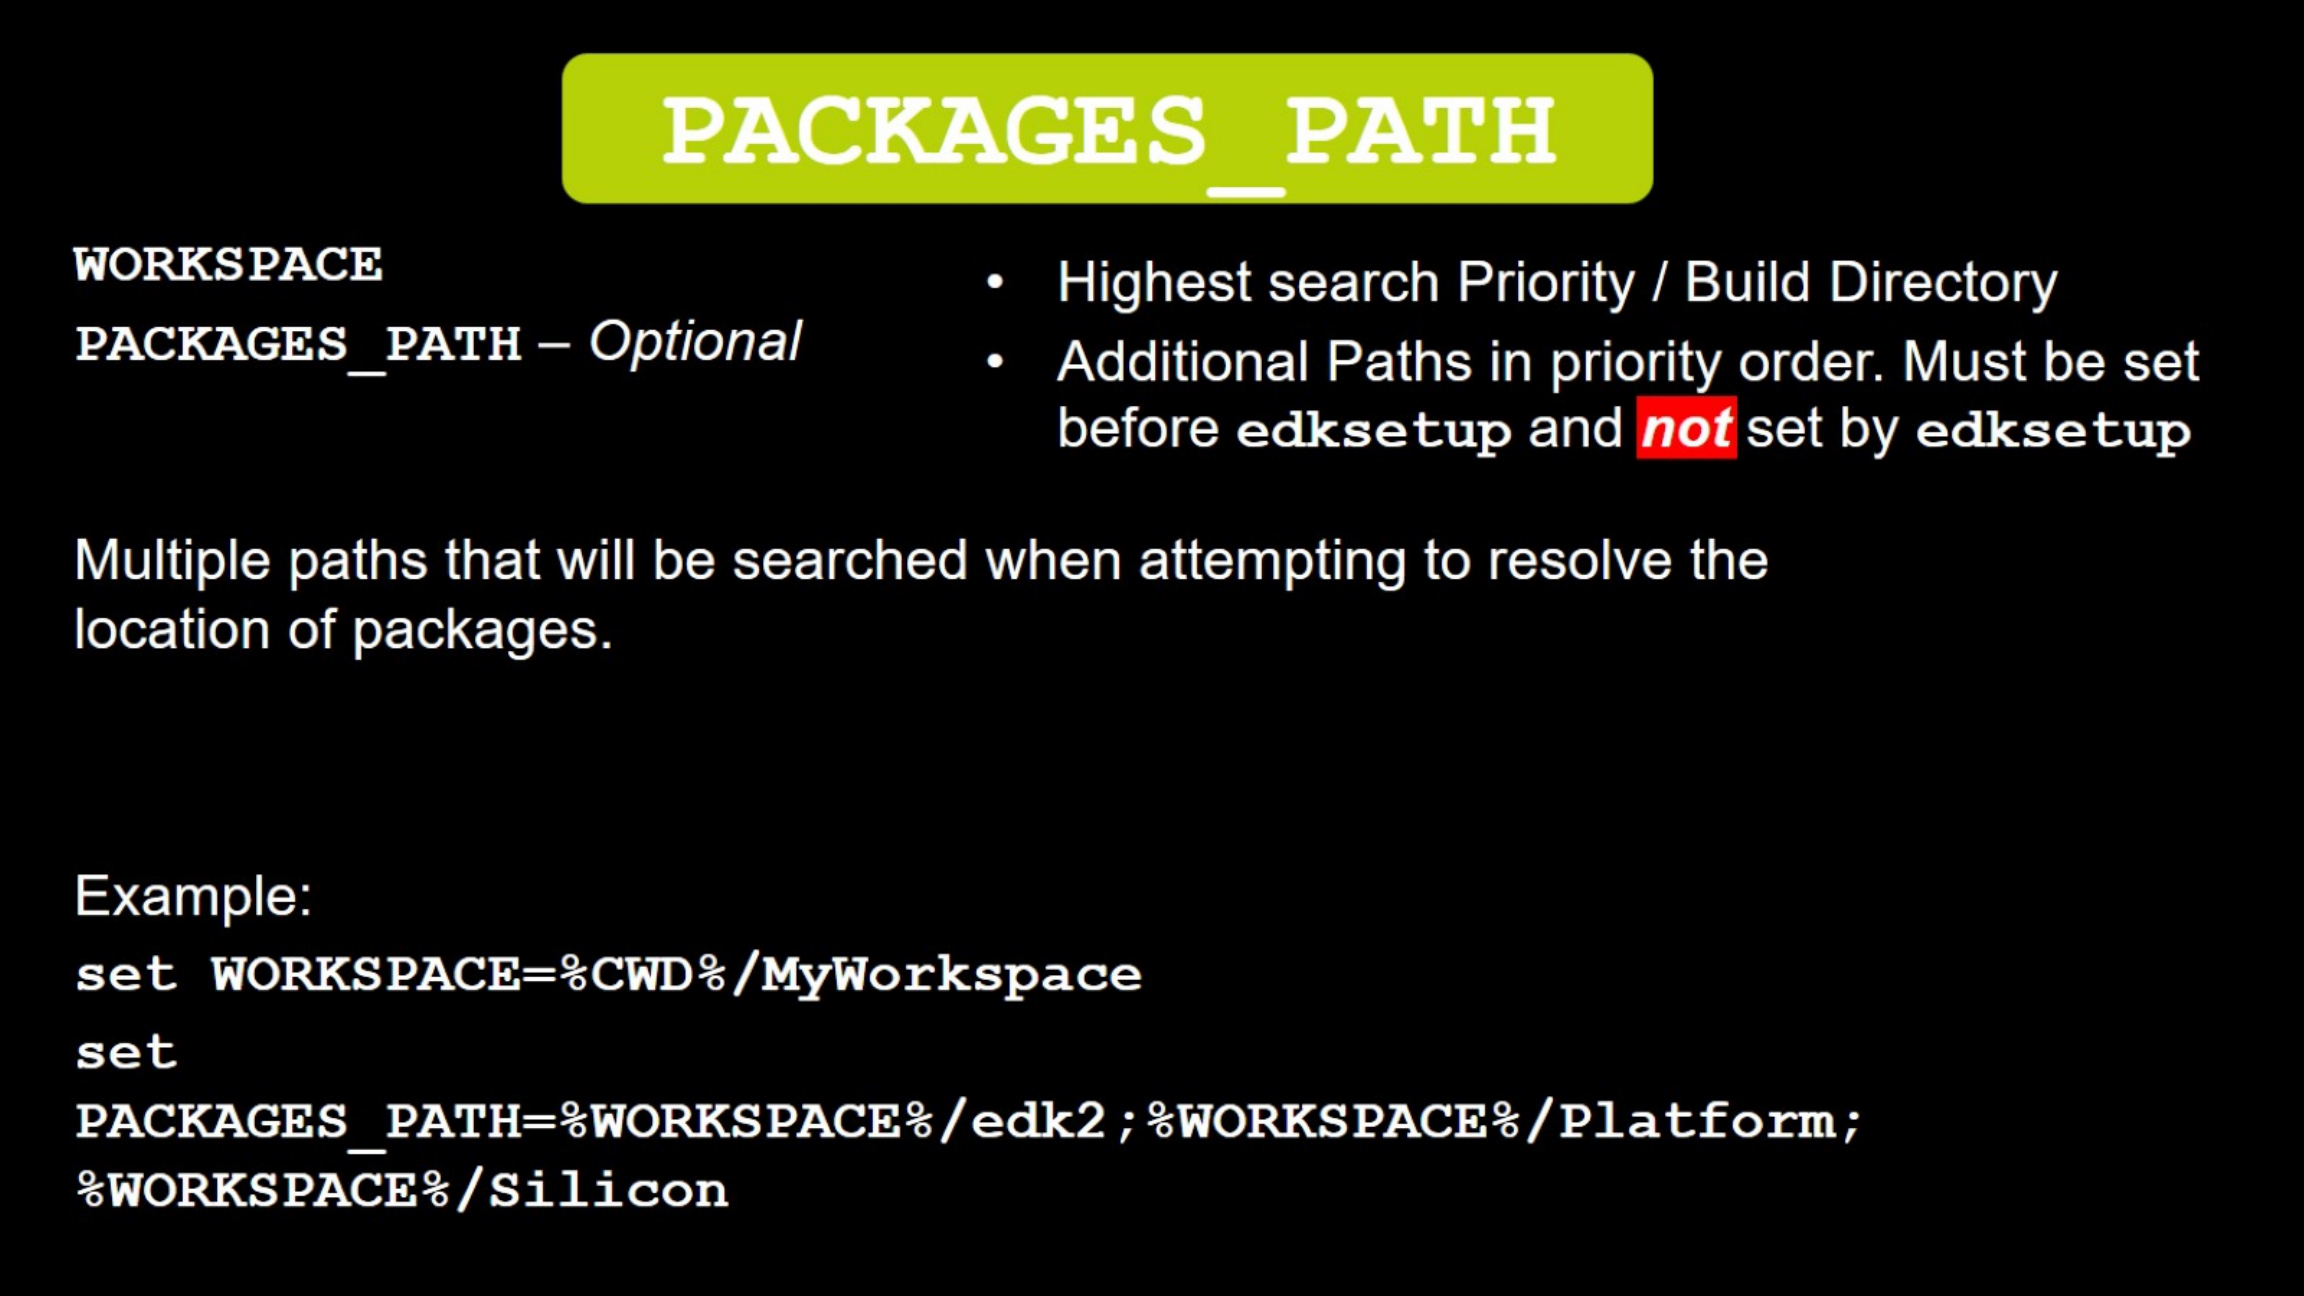 PACKAGES_PATH
WORKSPACE
PACKAGES_PATH – Optional
• Highest search Priority / Build Directory
• Additional Paths in priority order. Must be set
before edksetup and not set by edksetup
Multiple paths that will be searched when attempting to resolve the
location of packages.
Example:
set WORKSPACE=%CWD%/MyWorkspace
set
PACKAGES_PATH=%WORKSPACE%/edk2;%WORKSPACE%/Platform;
%WORKSPACE%/Silicon